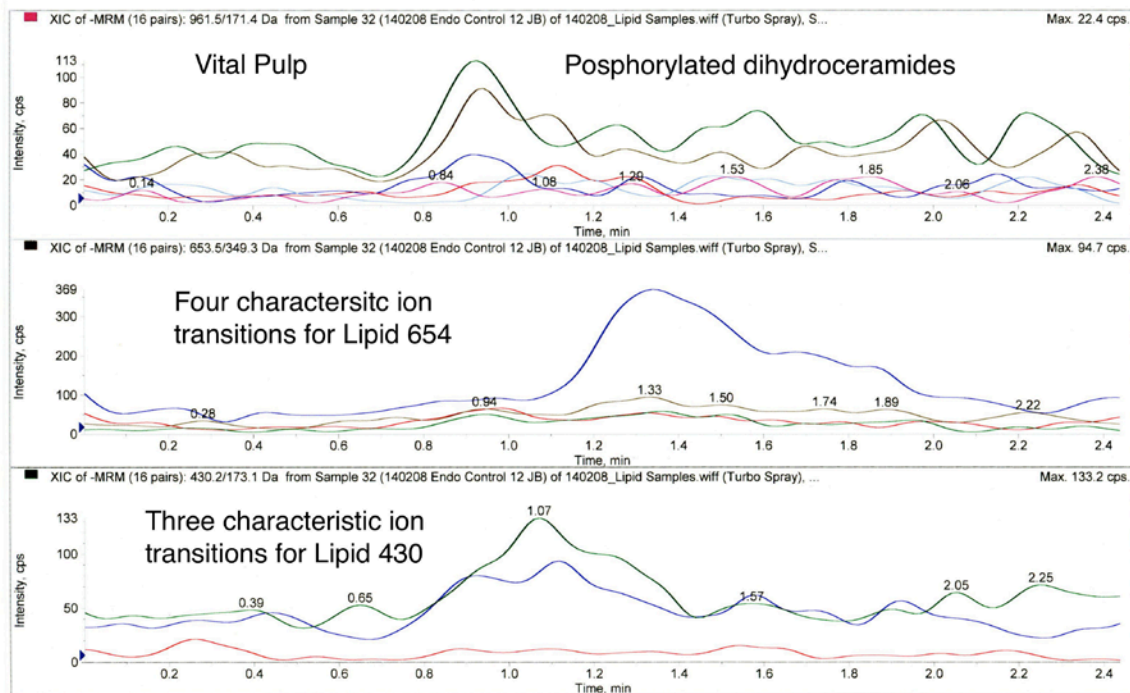 XIC of -MRM (16 pairs): 961.5/171.4 Da from Sample 32 (140208 Endo Control 12 JB) of 140208_Lipid Samples.wiff (Turbo Spray), S... Max. 22.4 cps.
Vital Pulp Posphorylated dihydroceramides
Intensity, cps
113
100
80
60
40
20
0
0.14 0.84 1.08 1.29 1.53 1.85 2.06 2.38
0.2 0.4 0.6 0.8 1.0 1.2 1.4 1.6 1.8 2.0 2.2 2.4
Time, min
XIC of -MRM (16 pairs): 653.5/349.3 Da from Sample 32 (140208 Endo Control 12 JB) of 140208_Lipid Samples.wiff (Turbo Spray), S... Max. 94.7 cps.
Four charactersitc ion
transitions for Lipid 654
Intensity, cps
369
300
200
100
0
0.28 0.94 1.33 1.50 1.74 1.89 2.22
0.2 0.4 0.6 0.8 1.0 1.2 1.4 1.6 1.8 2.0 2.2 2.4
Time, min
XIC of -MRM (16 pairs): 430.2/173.1 Da from Sample 32 (140208 Endo Control 12 JB) of 140208_Lipid Samples.wiff (Turbo Spray), ... Max. 133.2 cps.
Three characteristic ion
transitions for Lipid 430
Intensity, cps
133
100
50
0
0.39 0.65 1.07 1.57 2.05 2.25
0.2 0.4 0.6 0.8 1.0 1.2 1.4 1.6 1.8 2.0 2.2 2.4
Time, min